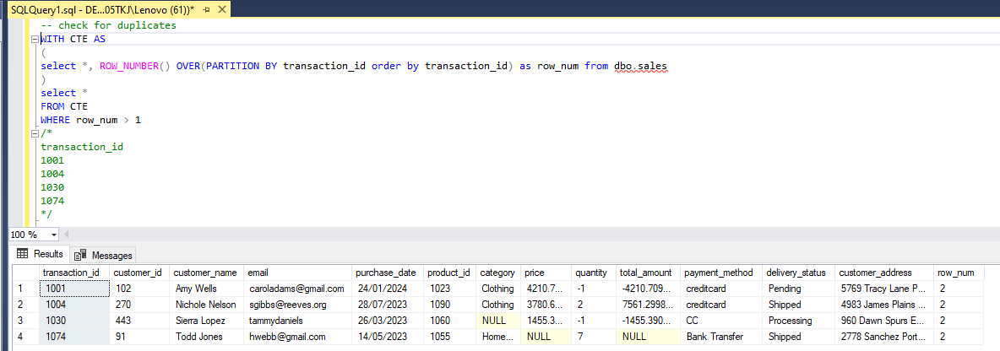 SQLQuery1.sql - DE...05TKJ\Lenovo (61))*
-- check for duplicates
WITH CTE AS
(
select *, ROW_NUMBER() OVER(PARTITION BY transaction_id order by transaction_id) as row_num from dbo.sales
)
select *
FROM CTE
WHERE row_num > 1
/*
transaction_id
1001
1004
1030
1074
*/
100 %
Results Messages
transaction_id customer_id customer_name email purchase_date product_id category price quantity total_amount payment_method delivery_status customer_address row_num
1 1001 102 Amy Wells caroladams@gmail.com 24/01/2024 1023 Clothing 4210.7... -1 -4210.709... creditcard Pending 5769 Tracy Lane P... 2
2 1004 270 Nichole Nelson sgibbs@reeves.org 28/07/2023 1090 Clothing 3780.6... 2 7561.2998... creditcard Shipped 4983 James Plains ... 2
3 1030 443 Sierra Lopez tammydaniels 26/03/2023 1060 NULL 1455.3... -1 -1455.390... CC Processing 960 Dawn Spurs E... 2
4 1074 91 Todd Jones hwebb@gmail.com 14/05/2023 1055 Home... NULL 7 NULL Bank Transfer Shipped 2778 Sanchez Port... 2